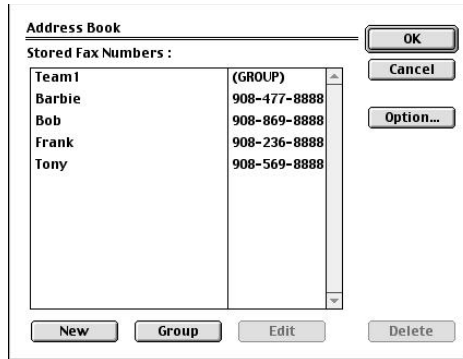 Address Book
OK
Stored Fax Numbers :
Cancel
Team1 (GROUP)
Barbie 908-477-8888
Bob 908-869-8888
Option...
Frank 908-236-8888
Tony 908-569-8888
New Group Edit Delete